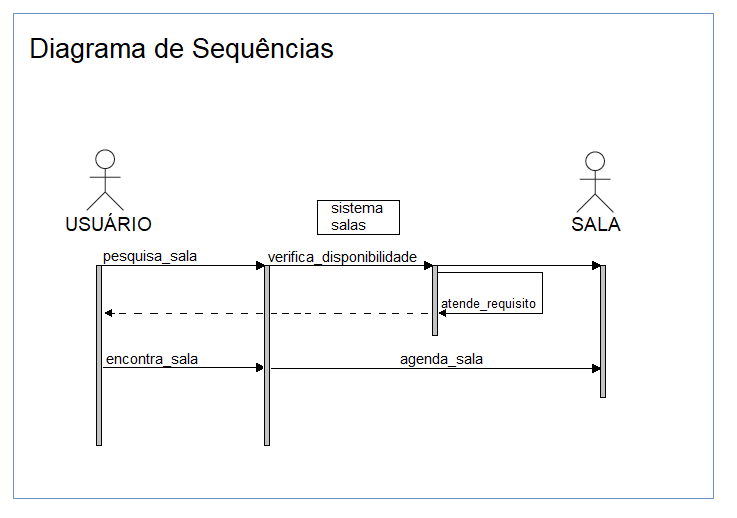 Diagrama de Sequências
sistema
salas
USUÁRIO
SALA
pesquisa_sala
verifica_disponibilidade
atende_requisito
encontra_sala
agenda_sala